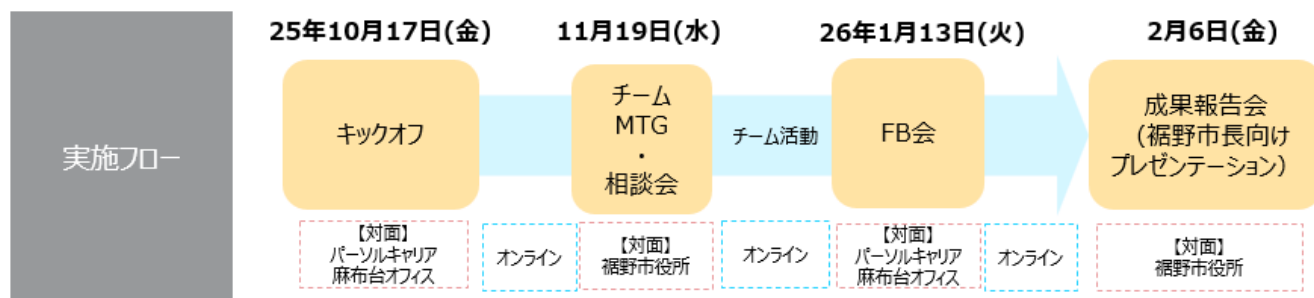 実施フロー
25年10月17日(金)
11月19日(水)
26年1月13日(火)
2月6日(金)
キックオフ
チーム
MTG
・
相談会
チーム活動
FB会
成果報告会
（裾野市長向け
プレゼンテーション）
【対面】
パーソルキャリア
麻布台オフィス
オンライン
【対面】
裾野市役所
オンライン
【対面】
パーソルキャリア
麻布台オフィス
オンライン
【対面】
裾野市役所